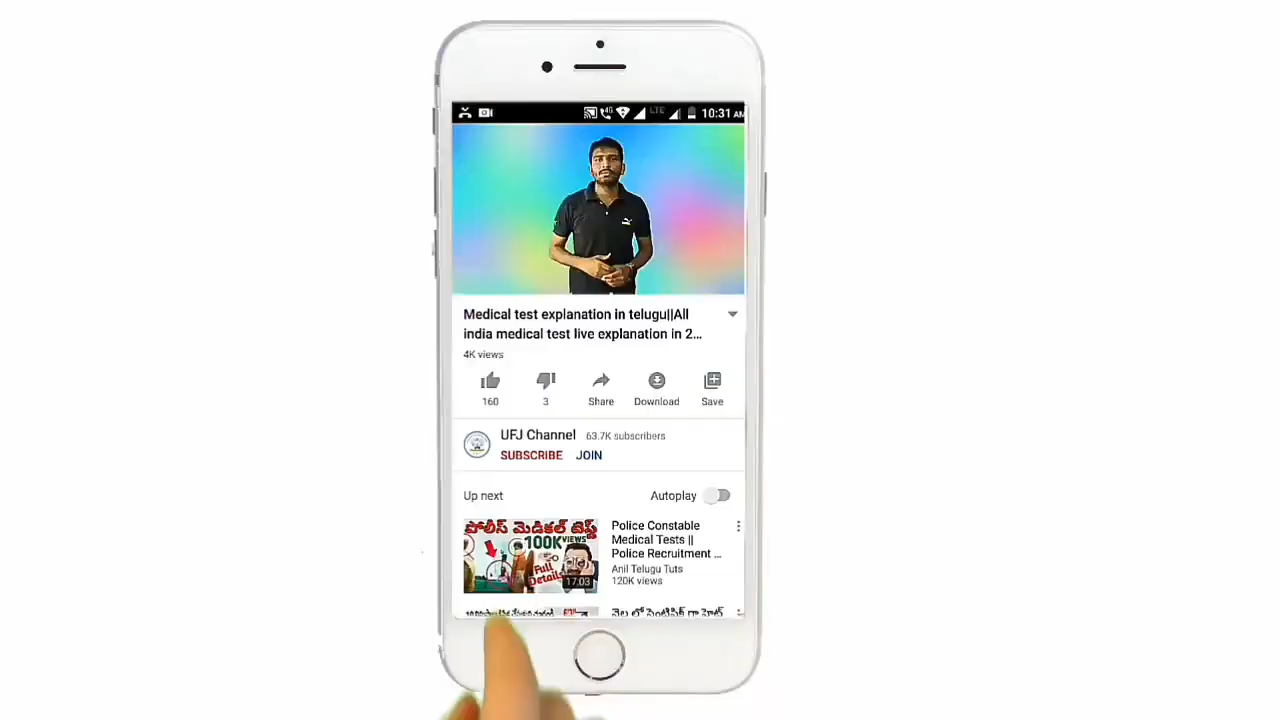 4G LTE 10:31 AM
Medical test explanation in telugu||All
india medical test live explanation in 2...
4K views
160
3
Share
Download
Save
UFJ Channel 63.7K subscribers
SUBSCRIBE JOIN
Up next
Autoplay
పోలీస్ మెడికల్ టెస్ట్
100K VIEWS
Full
Details
17:03
Police Constable
Medical Tests ||
Police Recruitment ...
Anil Telugu Tuts
120K views